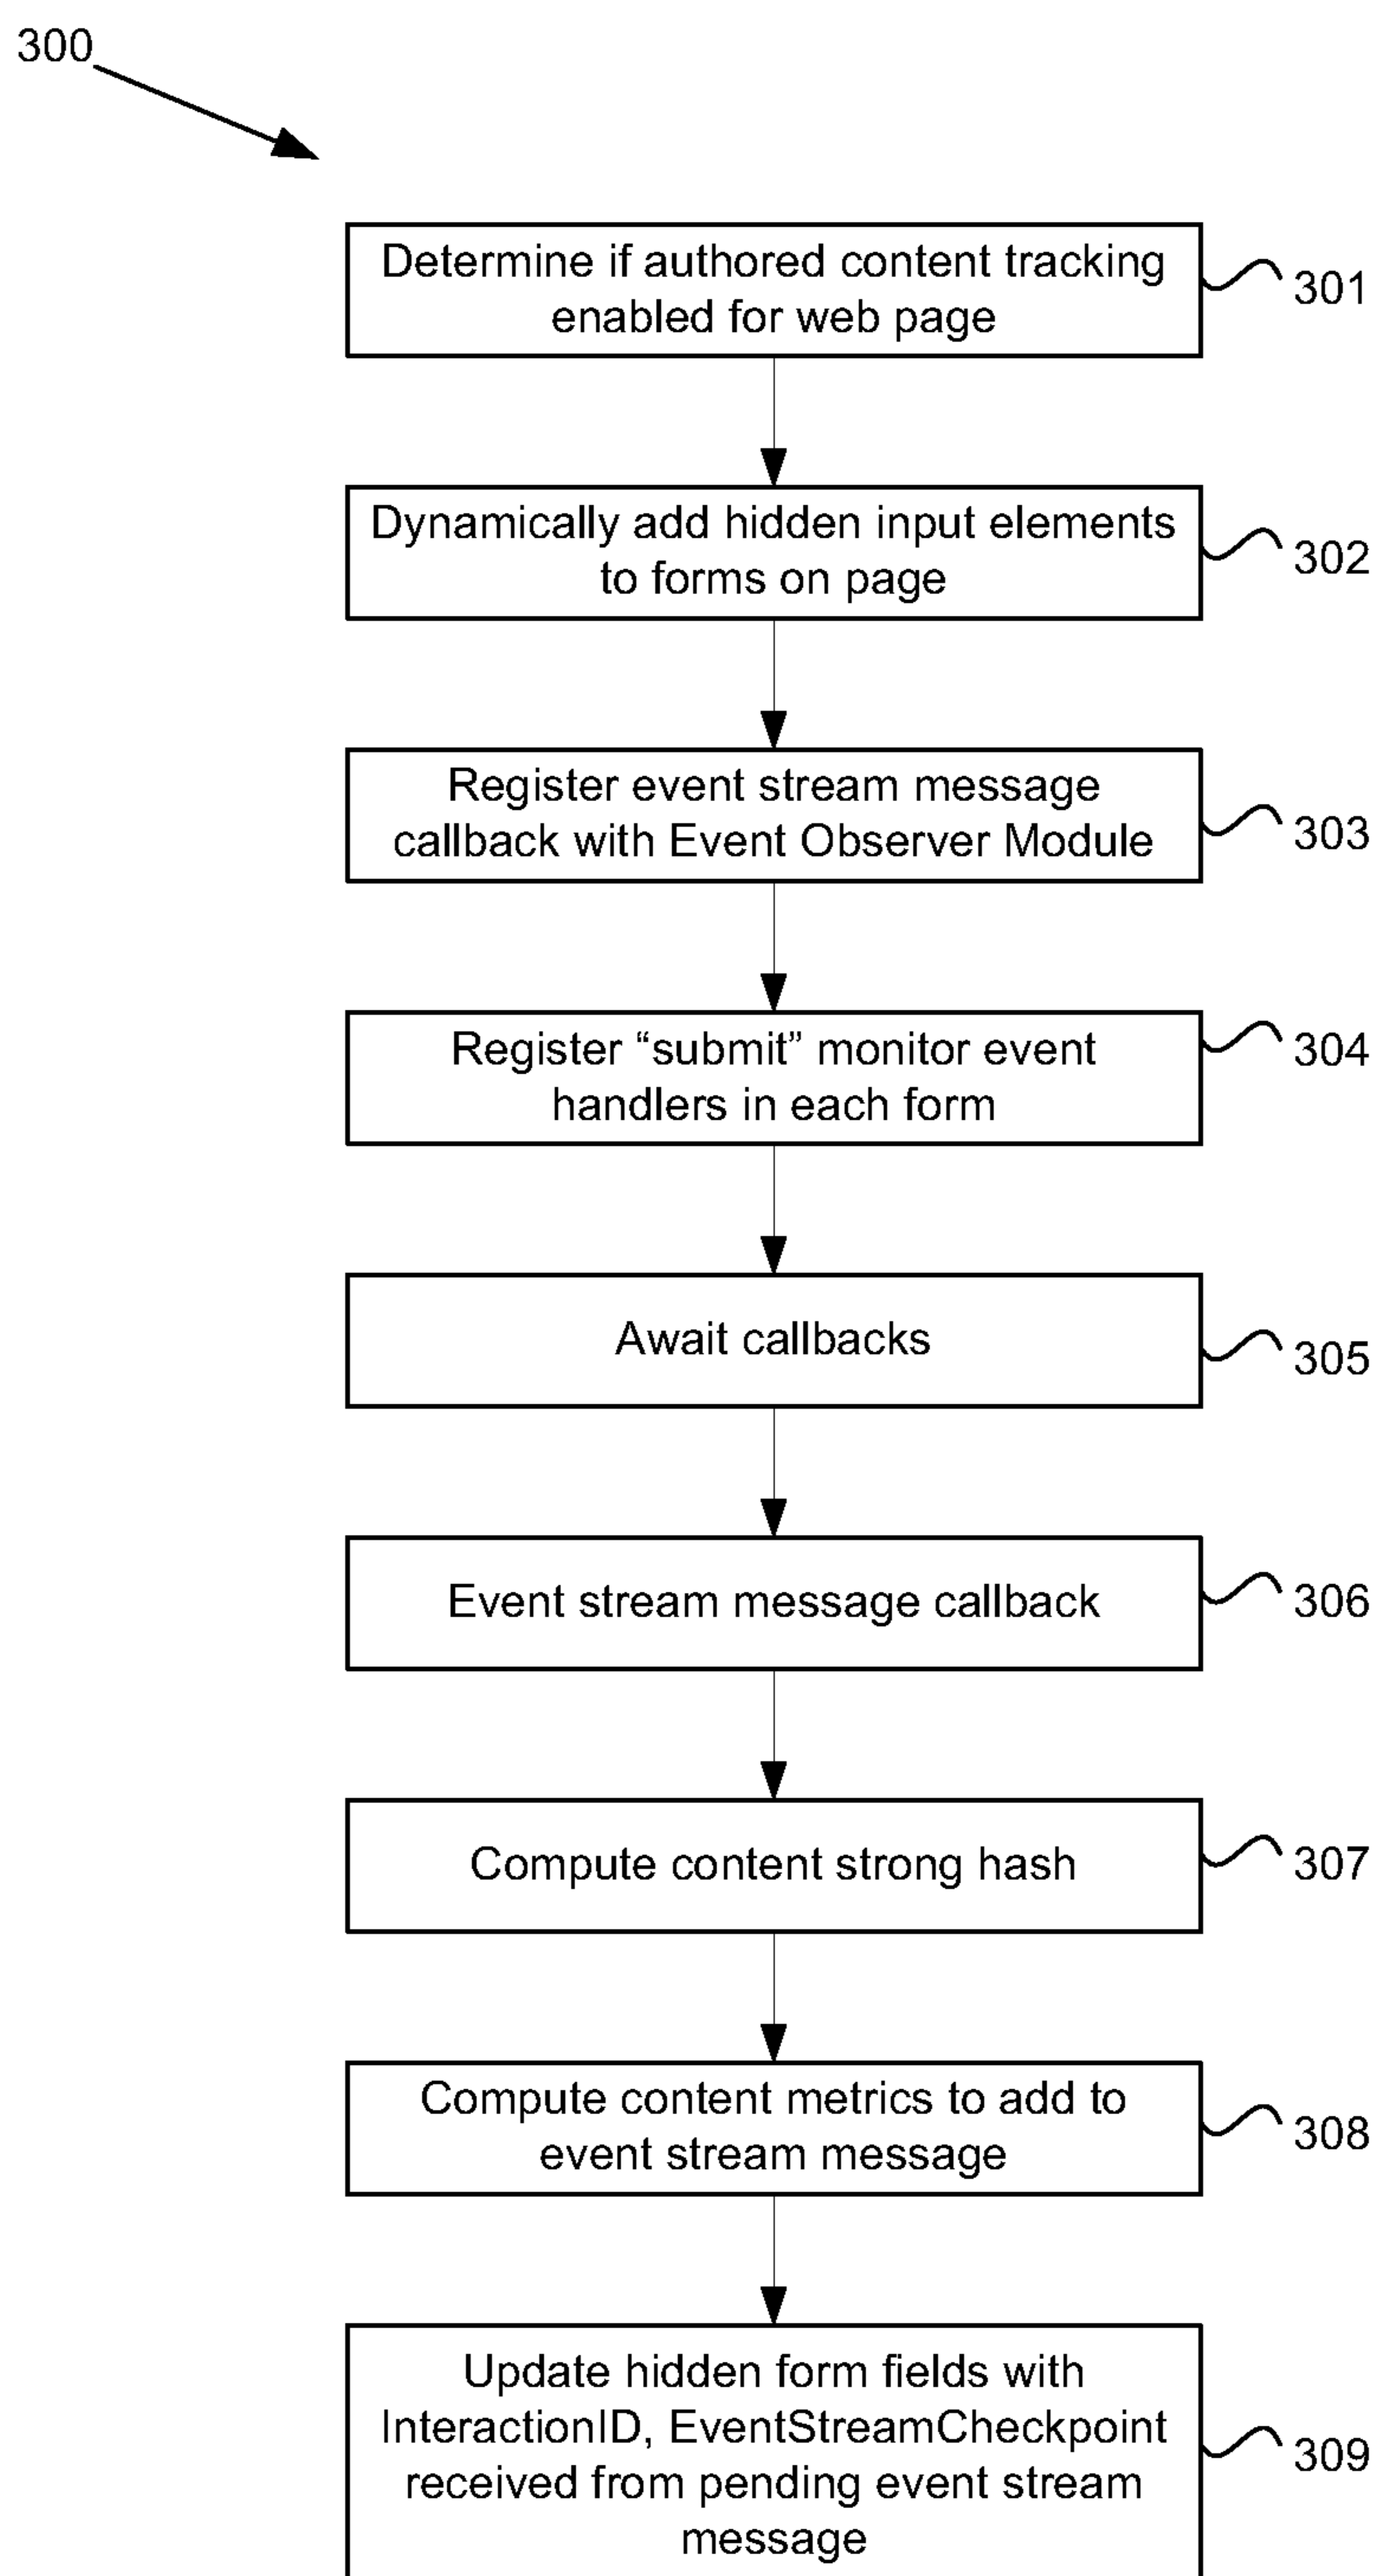 300
Determine if authored content tracking
enabled for web page
301
Dynamically add hidden input elements
to forms on page
302
Register event stream message
callback with Event Observer Module
303
Register “submit” monitor event
handlers in each form
304
Await callbacks
305
Event stream message callback
306
Compute content strong hash
307
Compute content metrics to add to
event stream message
308
Update hidden form fields with
InteractionID, EventStreamCheckpoint
received from pending event stream
message
309